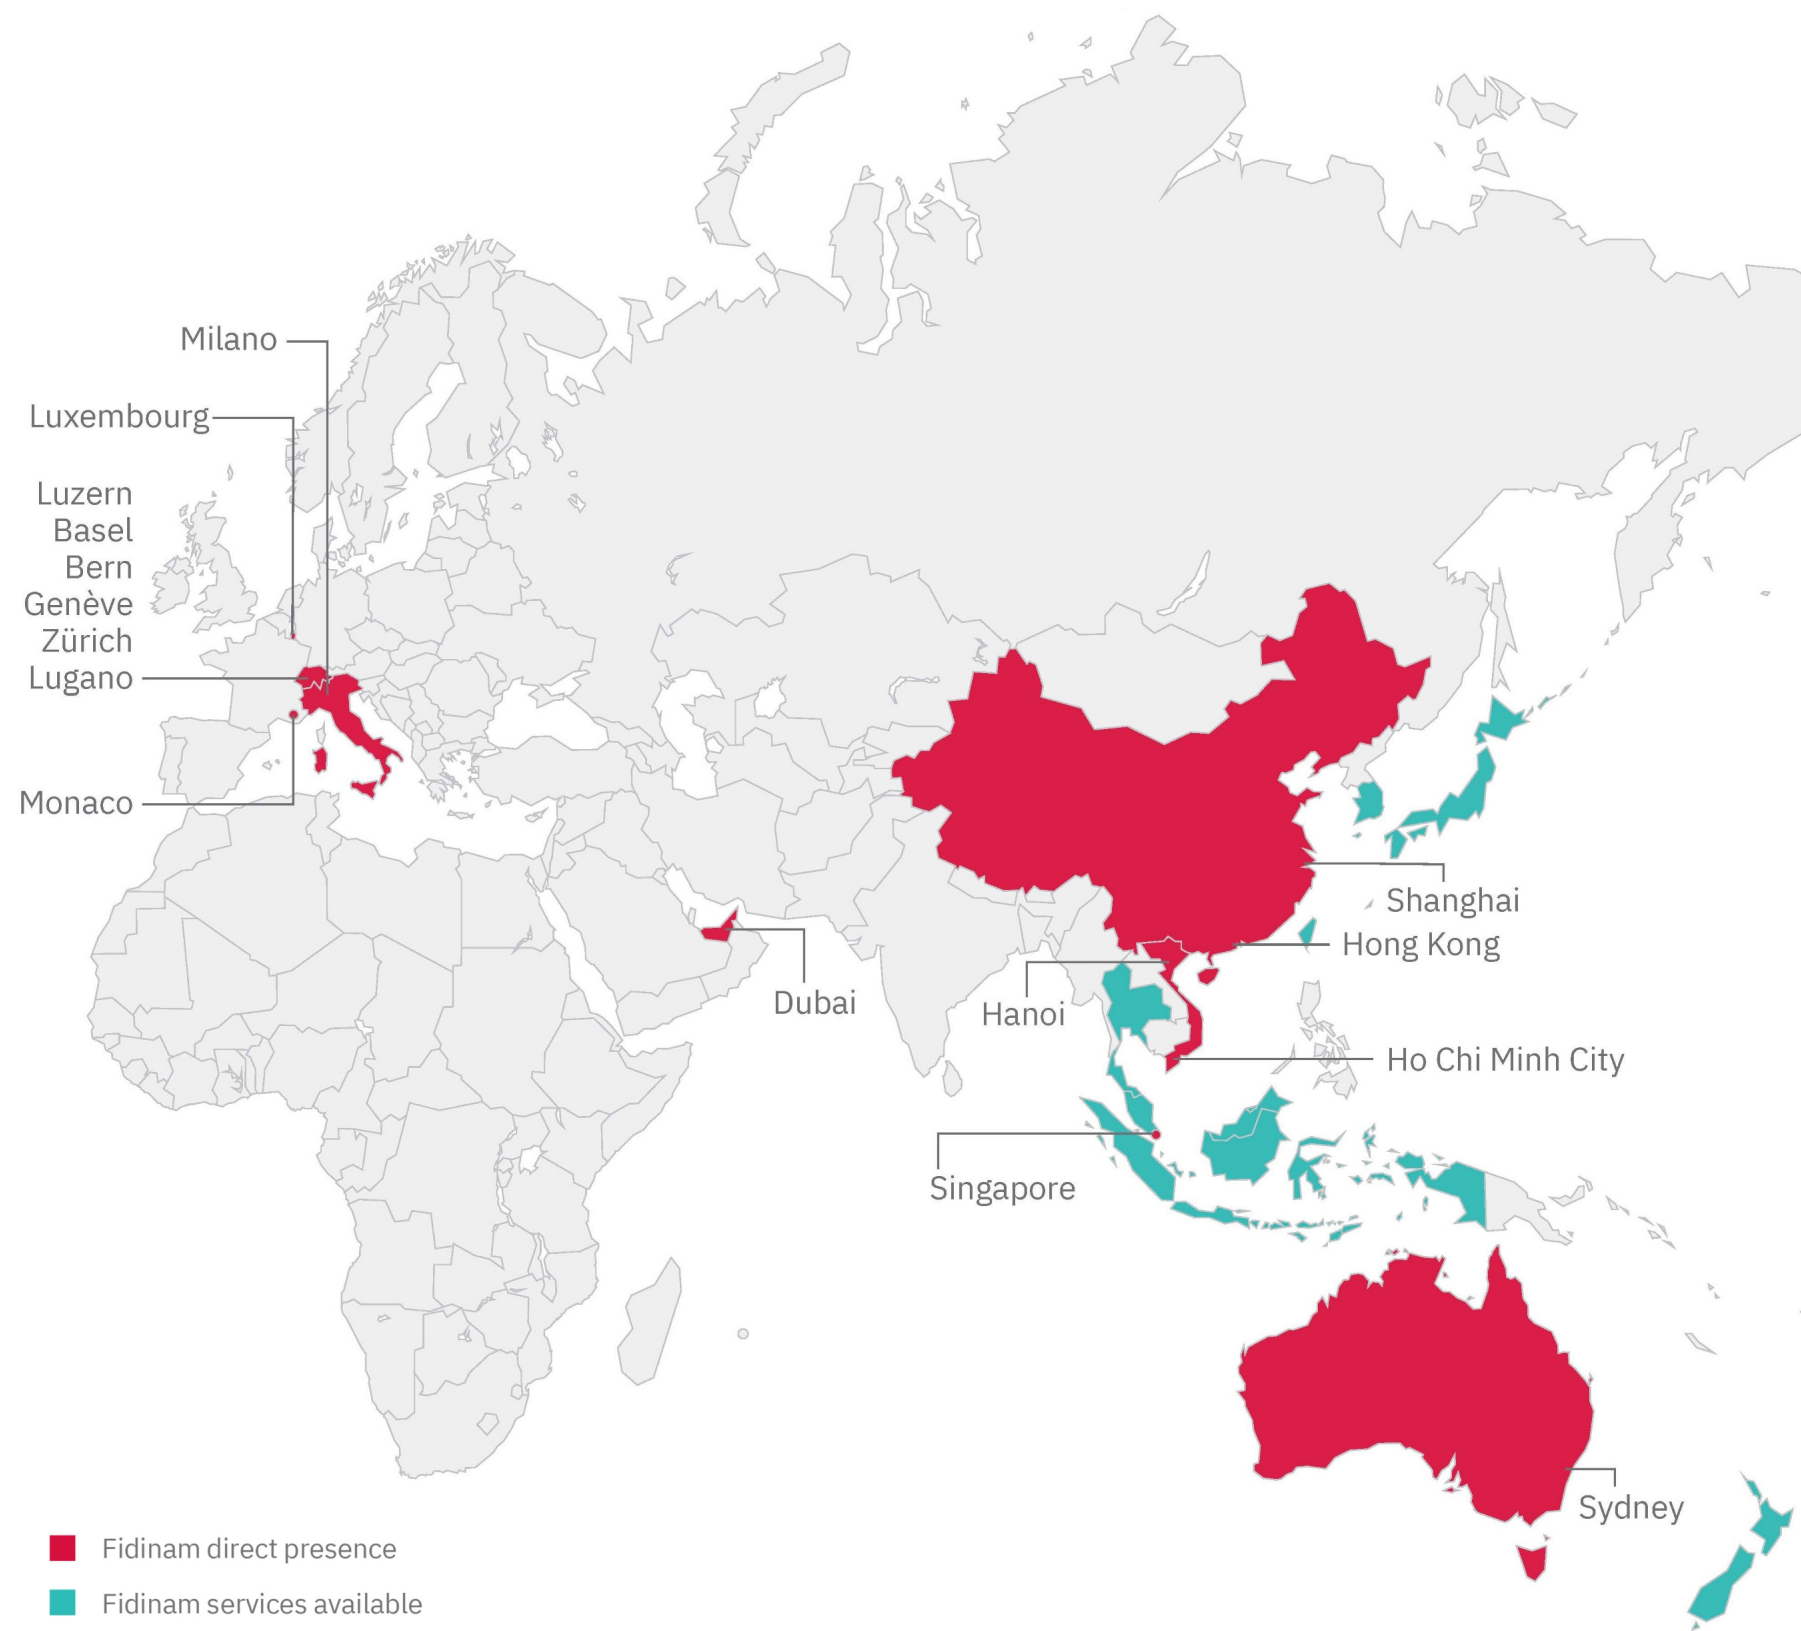 Milano
Luxembourg
Luzern
Basel
Bern
Genève
Zürich
Lugano
Monaco
Shanghai
Hong Kong
Dubai
Hanoi
Ho Chi Minh City
Singapore
Sydney
Fidinam direct presence
Fidinam services available